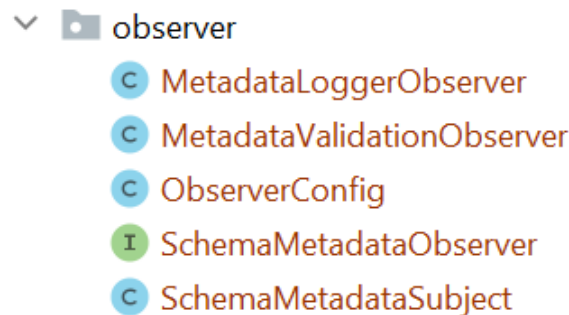 observer
C MetadataLoggerObserver
C MetadataValidationObserver
C ObserverConfig
I SchemaMetadataObserver
C SchemaMetadataSubject